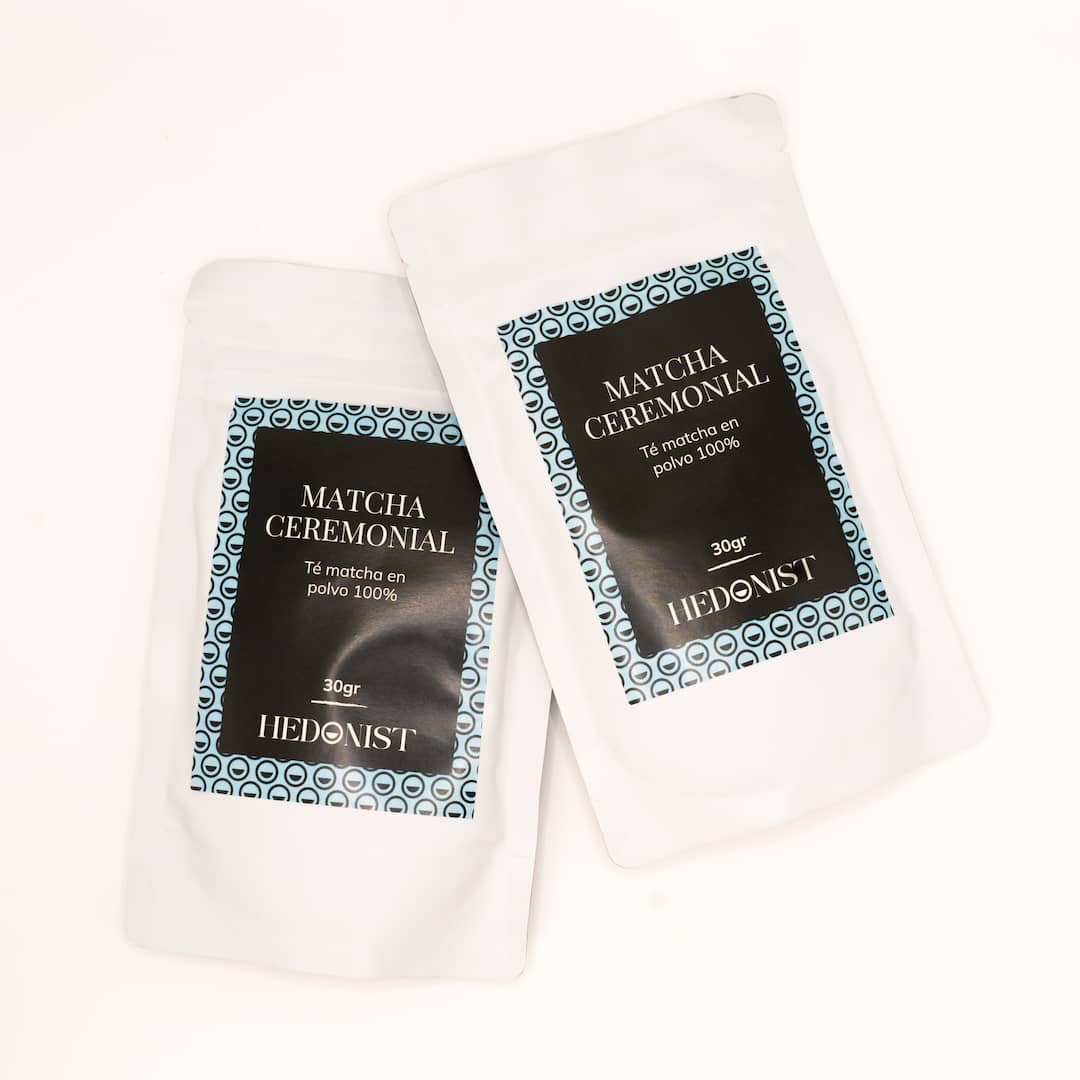 MATCHA
CEREMONIAL
Té matcha en
polvo 100%
30gr
HEDONIST
MATCHA
CEREMONIAL
Té matcha en
polvo 100%
30gr
HEDONIST